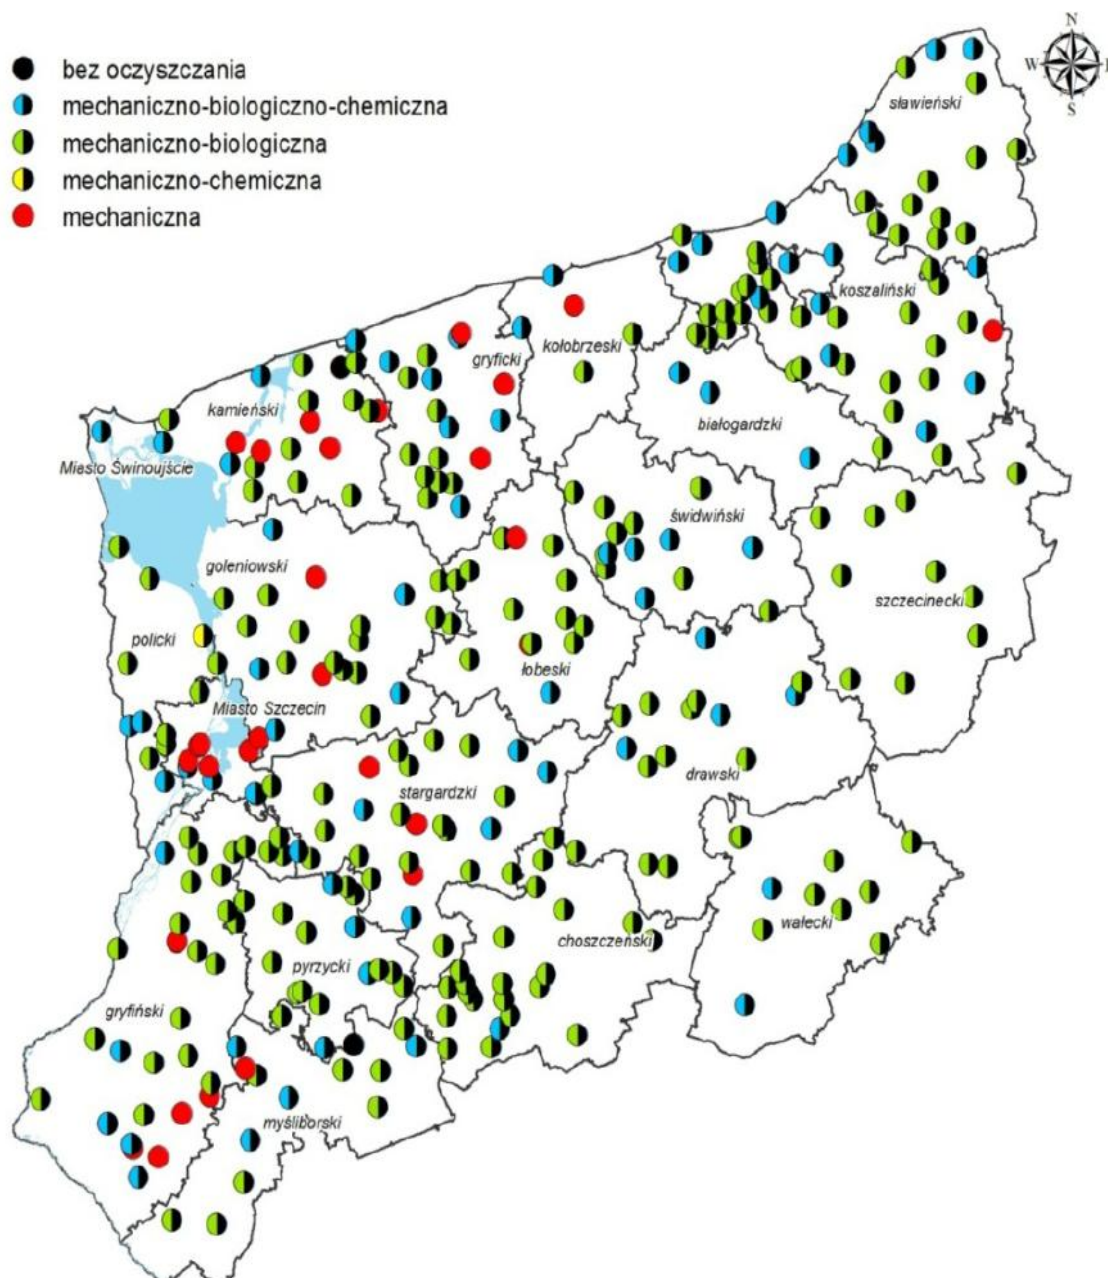 N
W
E
S
bez oczyszczania
mechaniczno-biologiczno-chemiczna
mechaniczno-biologiczna
mechaniczno-chemiczna
mechaniczna
sławieński
koszaliński
kołobrzeski
gryficki
kamieński
białogardzki
Miasto Świnoujście
świdwiński
goleniowski
szczecinecki
policki
łobeski
Miasto Szczecin
drawski
stargardzki
wałecki
choszczeński
pyrzycki
gryfiński
myśliborski